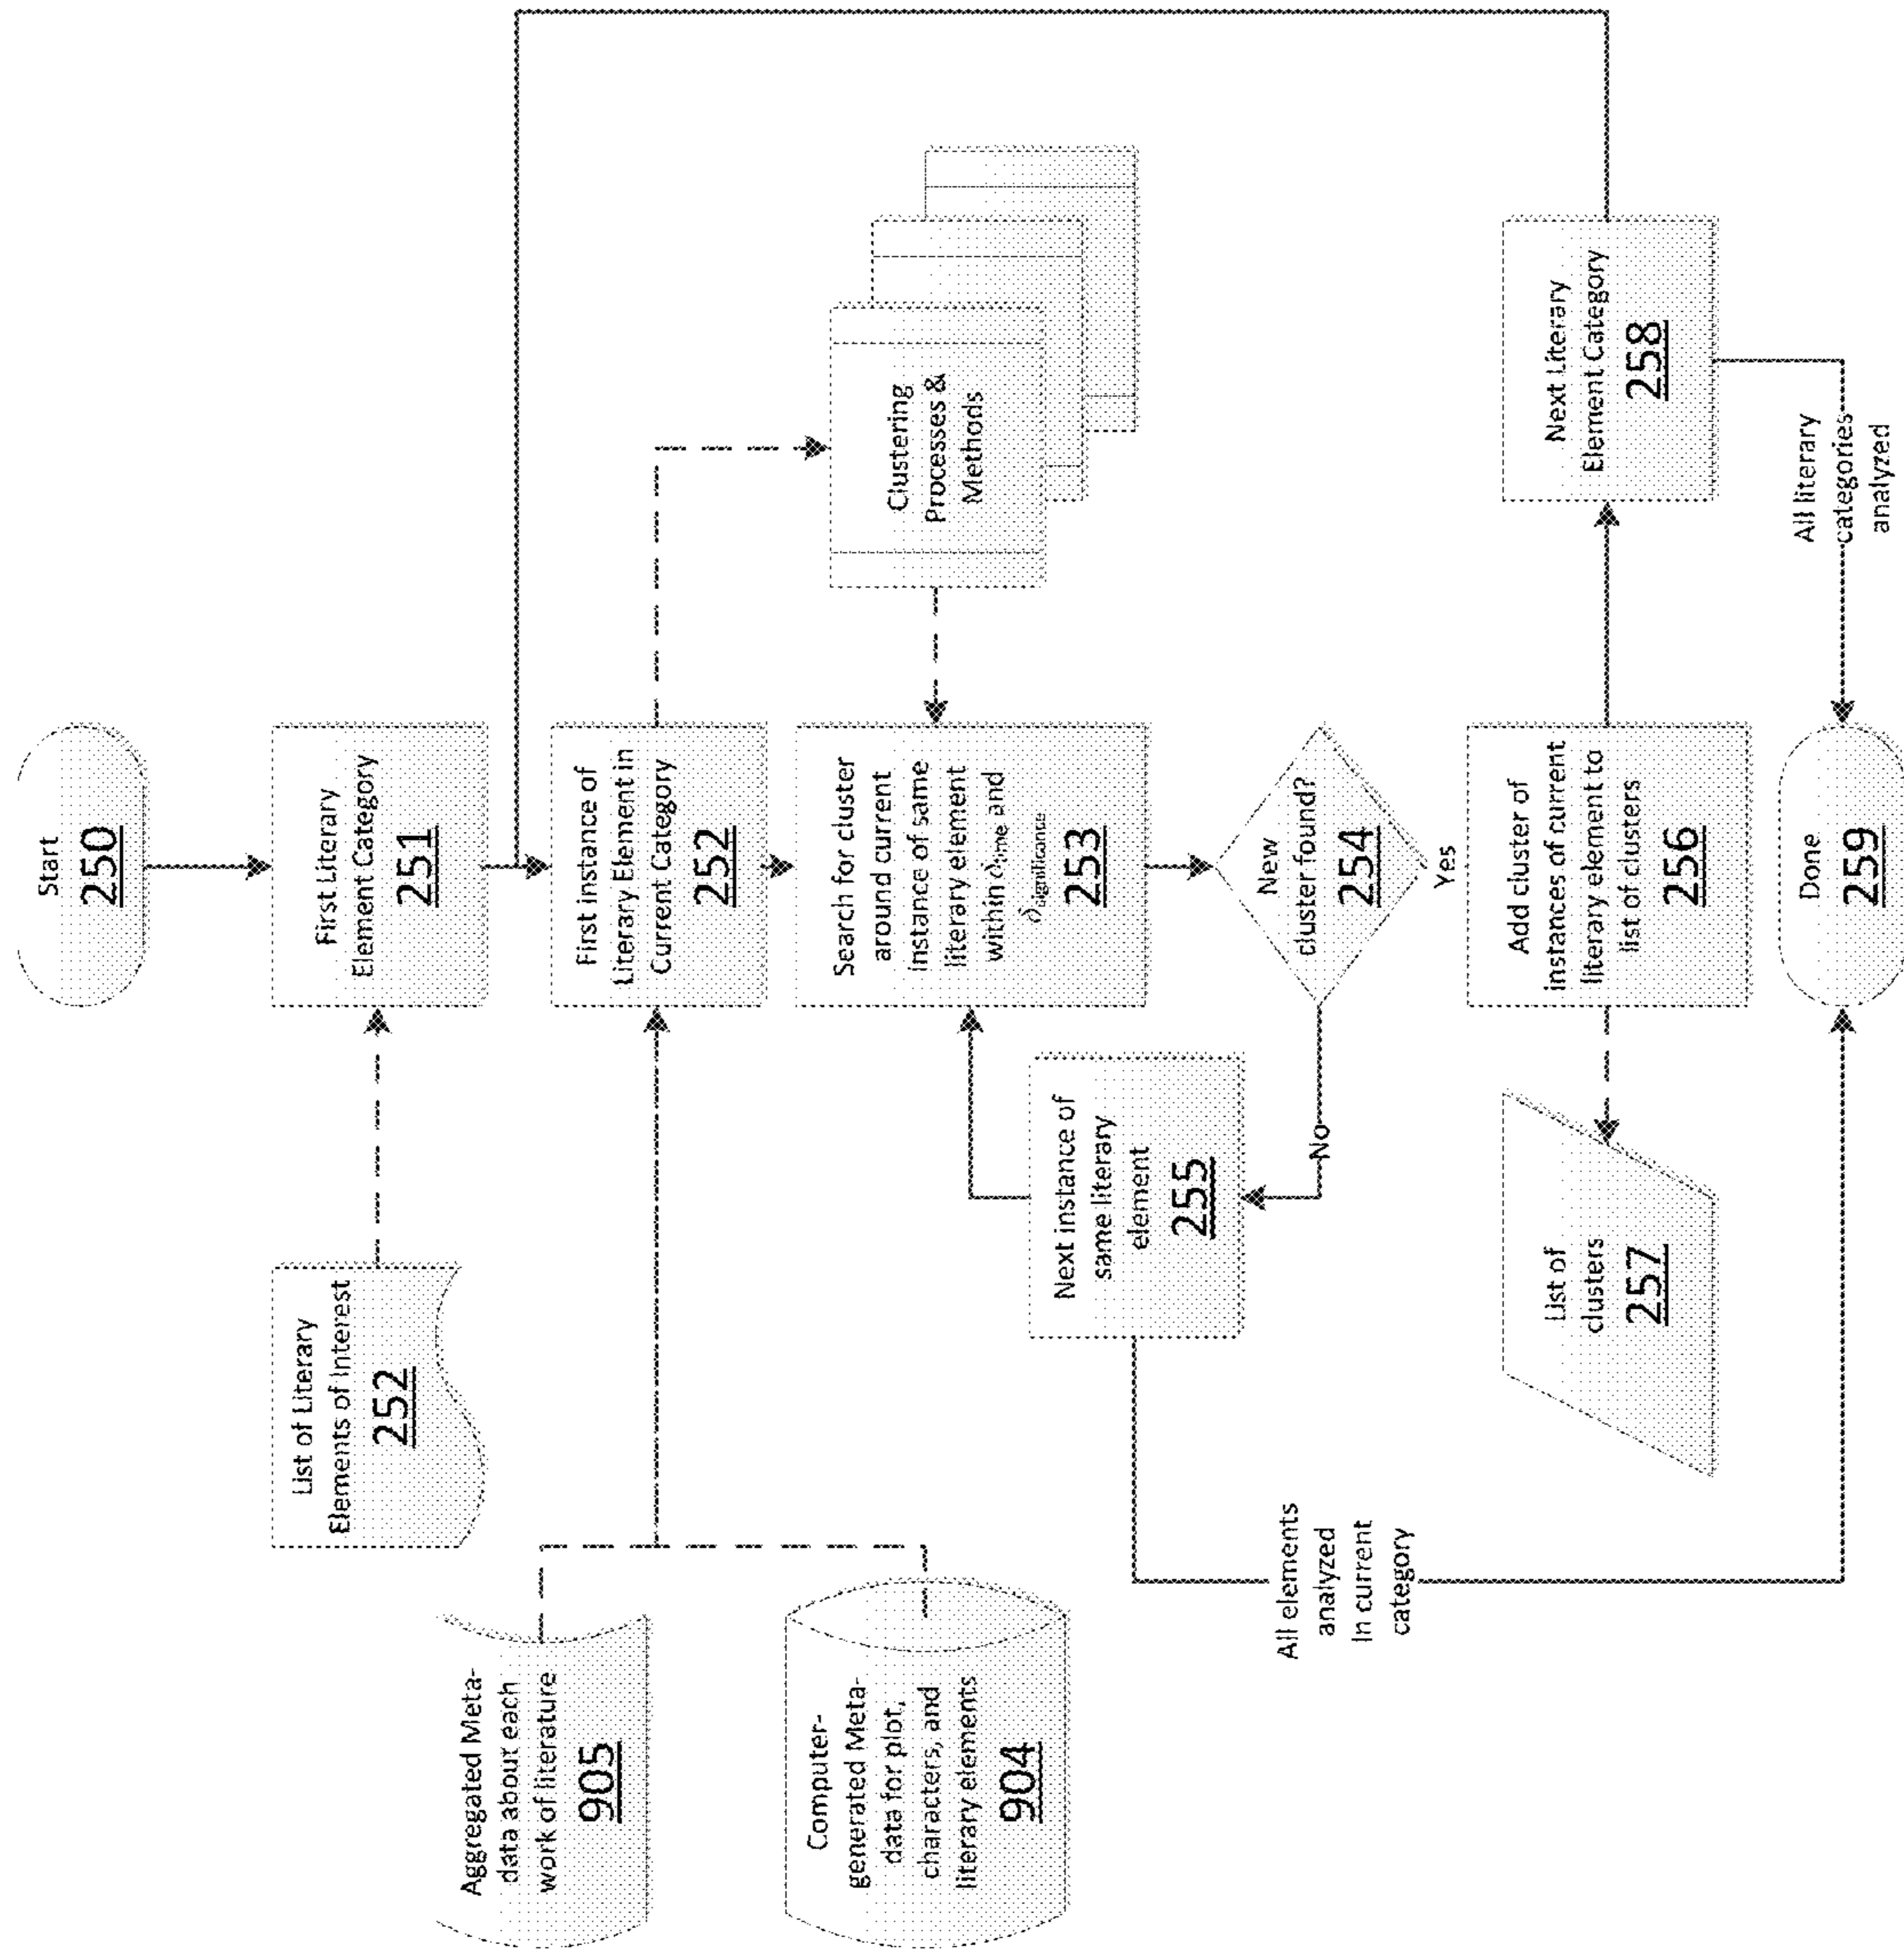 Start
250
List of Literary
Elements of Interest
252
First Literary
Element Category
251
Aggregated Meta-
data about each
work of literature
905
First instance of
Literary Element in
Current Category
252
Computer-
generated Meta-
data for plot,
characters, and
literary elements
904
Search for cluster
around current
instance of same
literary element
within ∂time and
∂significance
253
Clustering
Processes &
Methods
Next instance of
same literary
element
255
New
cluster found?
254
No
Yes
All elements
analyzed
In current
category
List of
clusters
257
Add cluster of
instances of current
literary element to
list of clusters
256
Next Literary
Element Category
258
All literary
categories
analyzed
Done
259